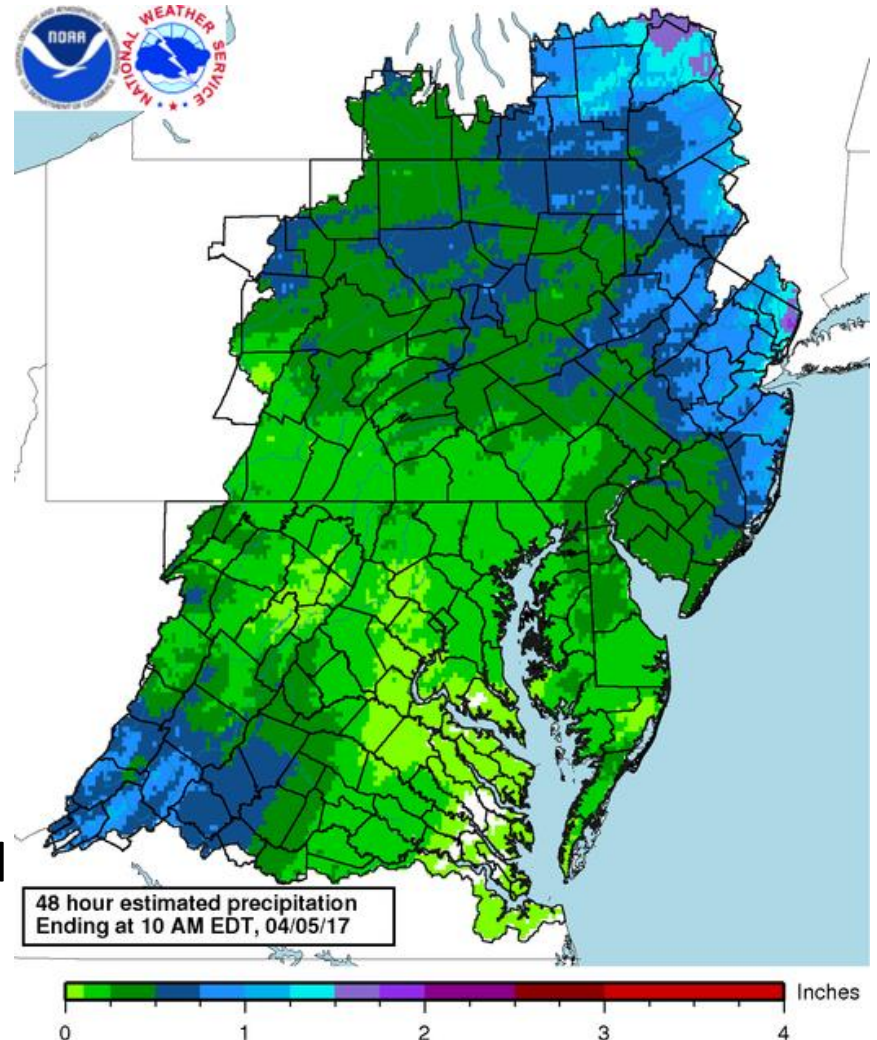 NOAA
NATIONAL WEATHER SERVICE
48 hour estimated precipitation
Ending at 10 AM EDT, 04/05/17
Inches
0 1 2 3 4